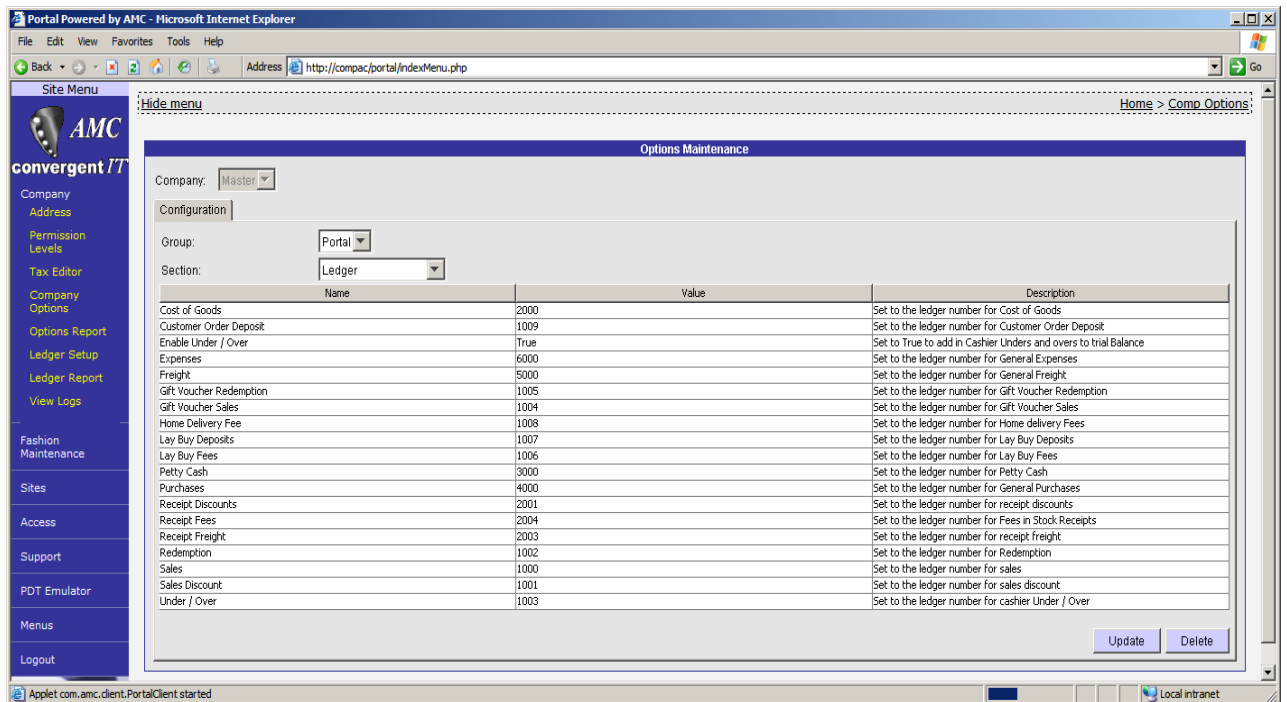 Portal Powered by AMC - Microsoft Internet Explorer
File Edit View Favorites Tools Help
Back Address http://compac/portal/indexMenu.php Go
Site Menu
Hide menu Home > Comp Options
AMC
convergent IT
Options Maintenance
Company: Master
Configuration
Group: Portal
Section: Ledger
Company
Address
Permission
Levels
Tax Editor
Company
Options
Options Report
Ledger Setup
Ledger Report
View Logs
Fashion
Maintenance
Sites
Access
Support
PDT Emulator
Menus
Logout
Name Value Description
Cost of Goods 2000 Set to the ledger number for Cost of Goods
Customer Order Deposit 1009 Set to the ledger number for Customer Order Deposit
Enable Under / Over True Set to True to add in Cashier Unders and overs to trial Balance
Expenses 6000 Set to the ledger number for General Expenses
Freight 5000 Set to the ledger number for General Freight
Gift Voucher Redemption 1005 Set to the ledger number for Gift Voucher Redemption
Gift Voucher Sales 1004 Set to the ledger number for Gift Voucher Sales
Home Delivery Fee 1008 Set to the ledger number for Home delivery Fees
Lay Buy Deposits 1007 Set to the ledger number for Lay Buy Deposits
Lay Buy Fees 1006 Set to the ledger number for Lay Buy Fees
Petty Cash 3000 Set to the ledger number for Petty Cash
Purchases 4000 Set to the ledger number for General Purchases
Receipt Discounts 2001 Set to the ledger number for receipt discounts
Receipt Fees 2004 Set to the ledger number for Fees in Stock Receipts
Receipt Freight 2003 Set to the ledger number for receipt freight
Redemption 1002 Set to the ledger number for Redemption
Sales 1000 Set to the ledger number for sales
Sales Discount 1001 Set to the ledger number for sales discount
Under / Over 1003 Set to the ledger number for cashier Under / Over
Update Delete
Applet com.amc.client.PortalClient started Local intranet